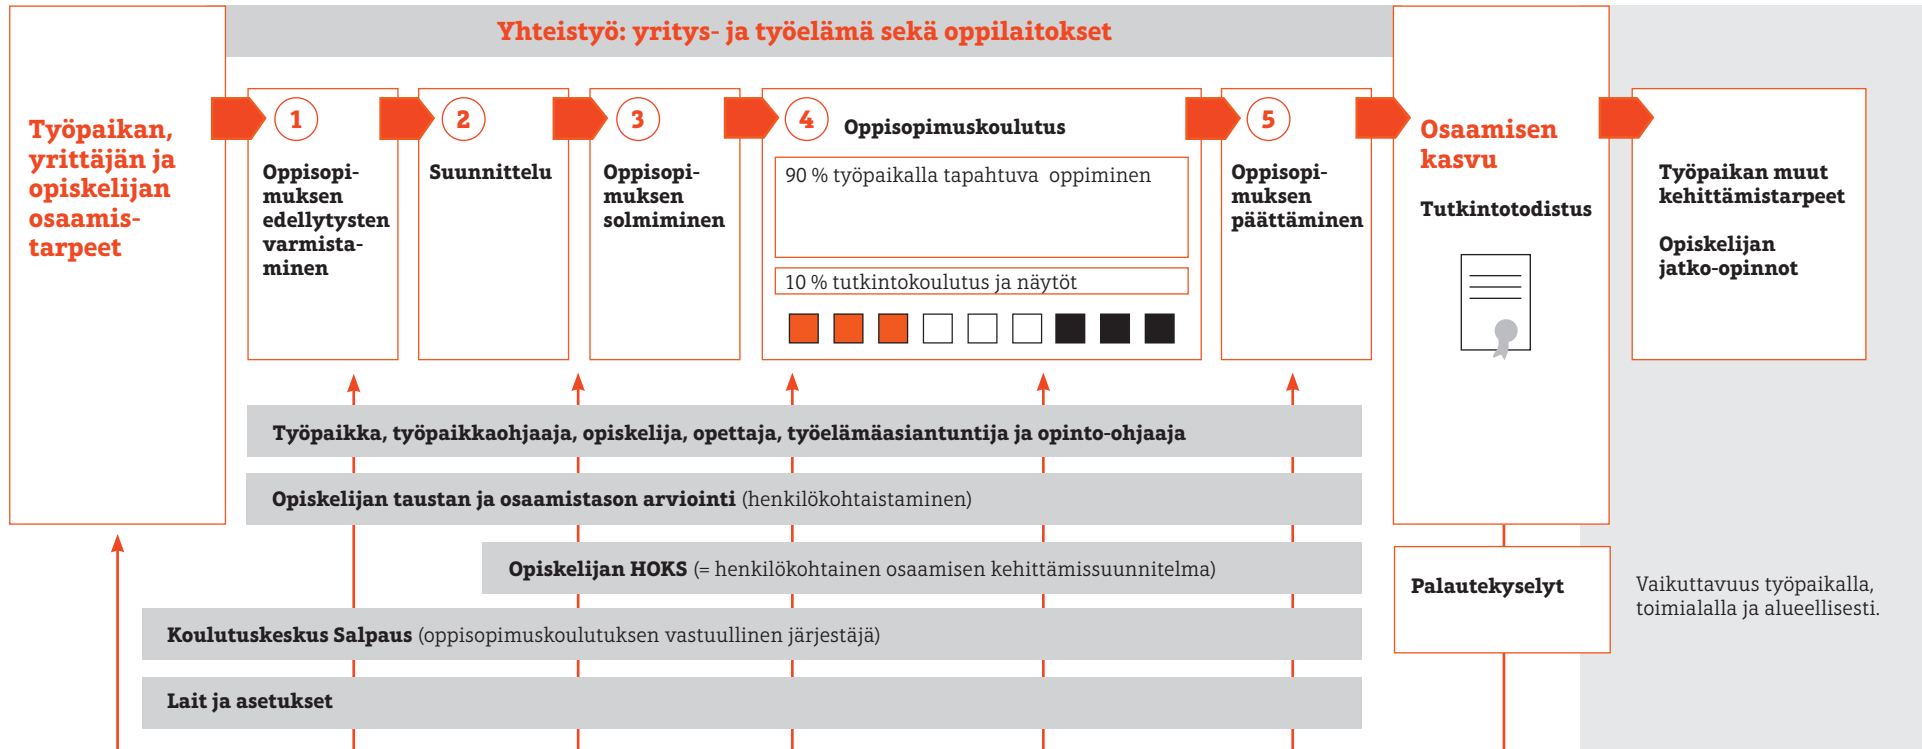 Yhteistyö: yritys- ja työelämä sekä oppilaitokset
Työpaikan,
yrittäjän ja
opiskelijan
osaamis-
tarpeet
1
Oppisopi-
muksen
edellytysten
varmista-
minen
2
Suunnittelu
3
Oppisopi-
muksen
solmiminen
4
Oppisopimuskoulutus
90 % työpaikalla tapahtuva oppiminen
10 % tutkintokoulutus ja näytöt
5
Oppisopi-
muksen
päättäminen
Osaamisen
kasvu
Tutkintotodistus
Työpaikan muut
kehittämistarpeet
Opiskelijan
jatko-opinnot
Työpaikka, työpaikkaohjaaja, opiskelija, opettaja, työelämäasiantuntija ja opinto-ohjaaja
Opiskelijan taustan ja osaamistason arviointi (henkilökohtaistaminen)
Opiskelijan HOKS (= henkilökohtainen osaamisen kehittämissuunnitelma)
Koulutuskeskus Salpaus (oppisopimuskoulutuksen vastuullinen järjestäjä)
Lait ja asetukset
Palautekyselyt
Vaikuttavuus työpaikalla,
toimialalla ja alueellisesti.